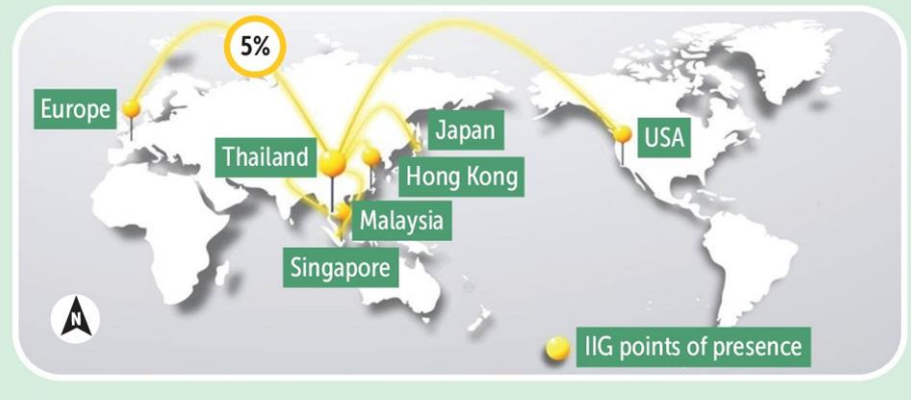 5%
Europe
Japan
USA
Thailand
Hong Kong
Malaysia
Singapore
N
IIG points of presence